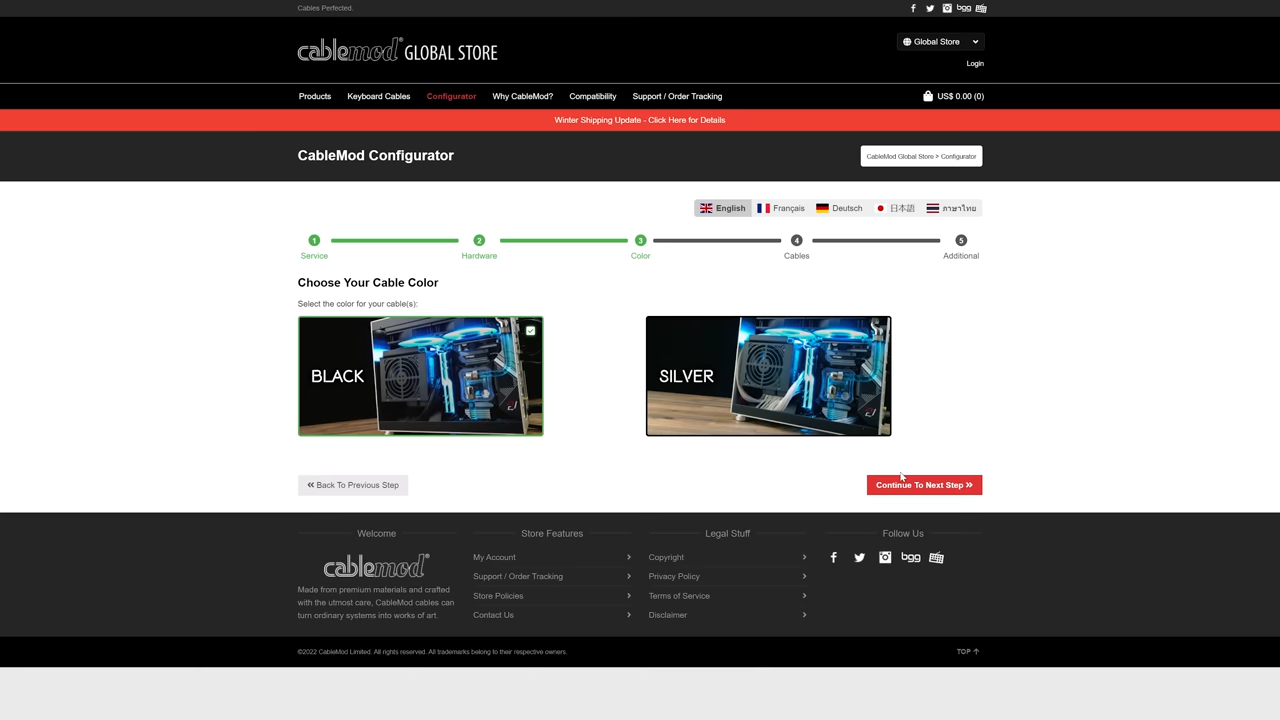 Cables Perfected.
bgg
cablemod® GLOBAL STORE
Global Store
Login
Products Keyboard Cables Configurator Why CableMod? Compatibility Support / Order Tracking US$ 0.00 (0)
Winter Shipping Update - Click Here for Details
CableMod Configurator
CableMod Global Store > Configurator
English Français Deutsch 日本語 ภาษาไทย
1 2 3 4 5
Service Hardware Color Cables Additional
Choose Your Cable Color
Select the color for your cable(s):
BLACK SILVER
« Back To Previous Step Continue To Next Step »
Welcome Store Features Legal Stuff Follow Us
cablemod®
Made from premium materials and crafted
with the utmost care, CableMod cables can
turn ordinary systems into works of art.
My Account
Support / Order Tracking
Store Policies
Contact Us
Copyright
Privacy Policy
Terms of Service
Disclaimer
bgg
©2022 CableMod Limited. All rights reserved. All trademarks belong to their respective owners.
TOP